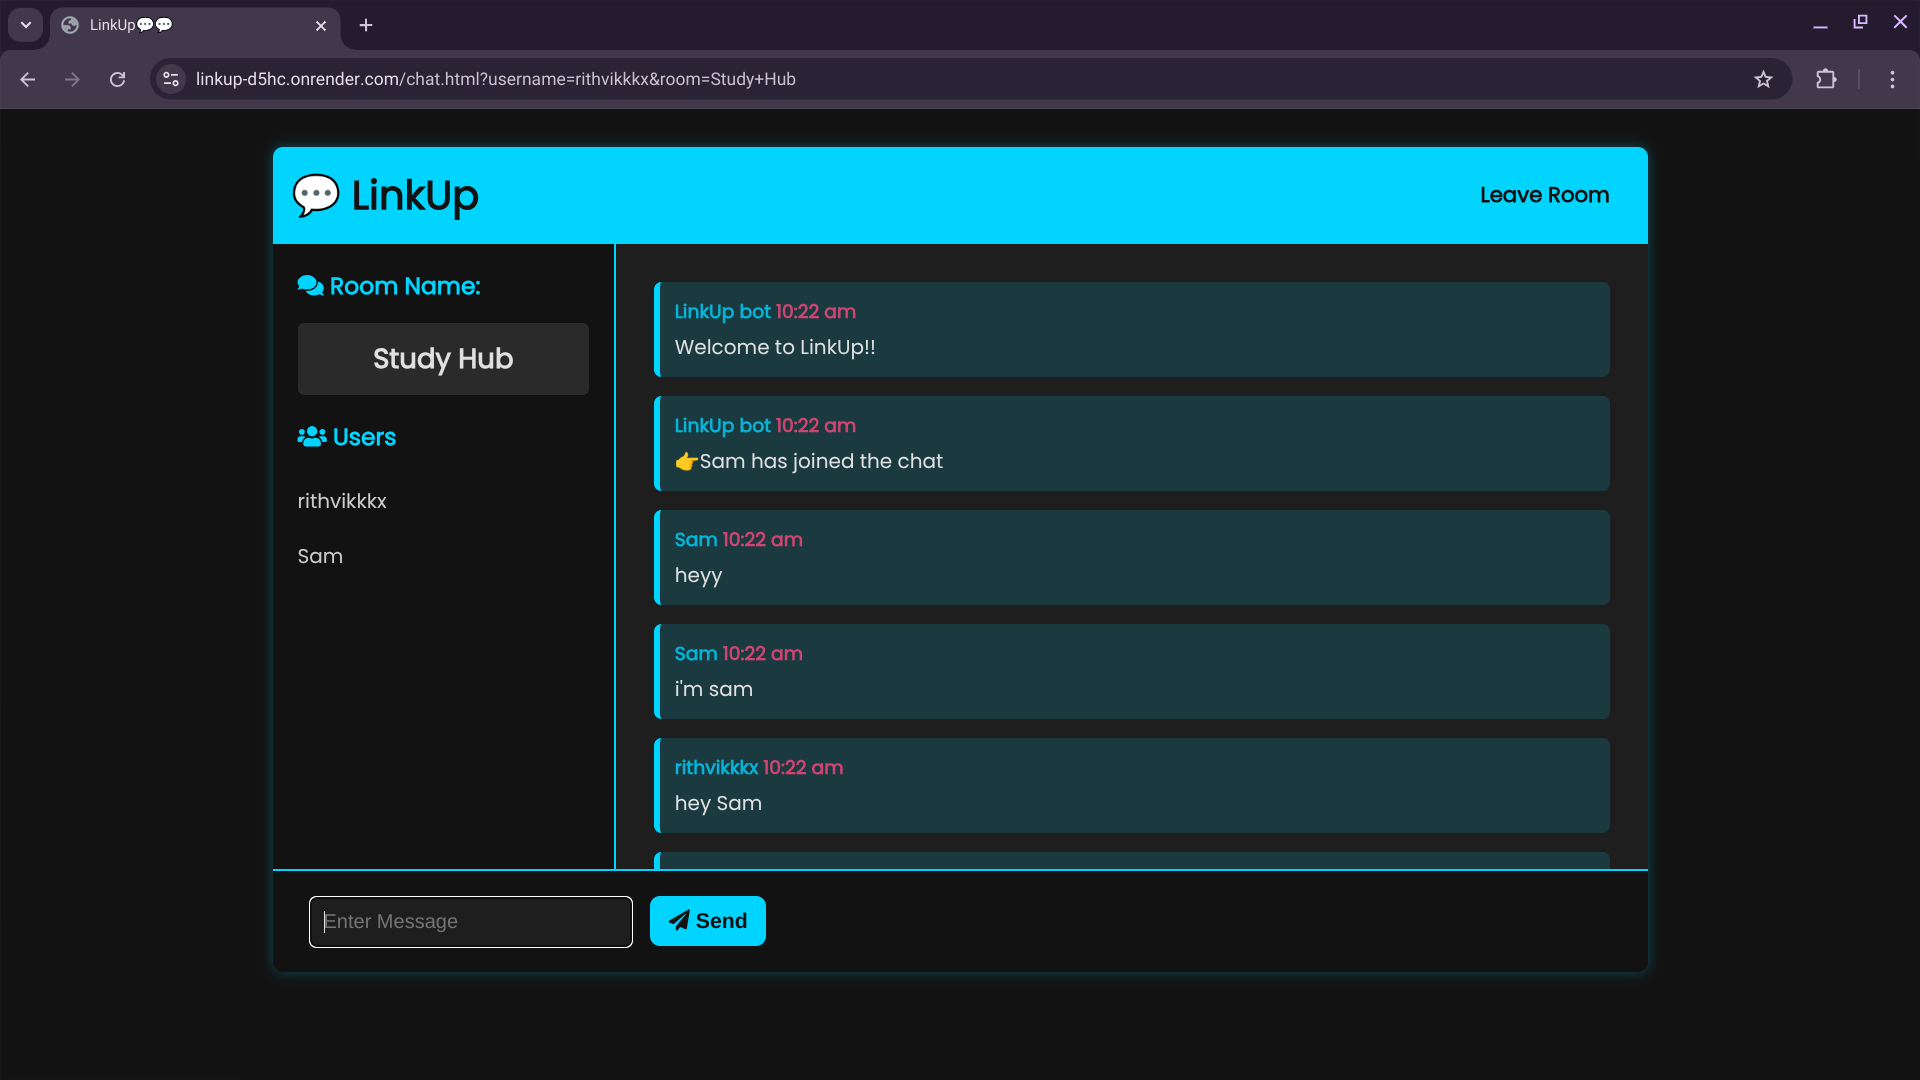 LinkUp💬💬
linkup-d5hc.onrender.com/chat.html?username=rithvikkkx&room=Study+Hub
💬 LinkUp
Leave Room
Room Name:
Study Hub
Users
rithvikkkx
Sam
LinkUp bot 10:22 am
Welcome to LinkUp!!
LinkUp bot 10:22 am
👉Sam has joined the chat
Sam 10:22 am
heyy
Sam 10:22 am
i'm sam
rithvikkkx 10:22 am
hey Sam
Enter Message
Send